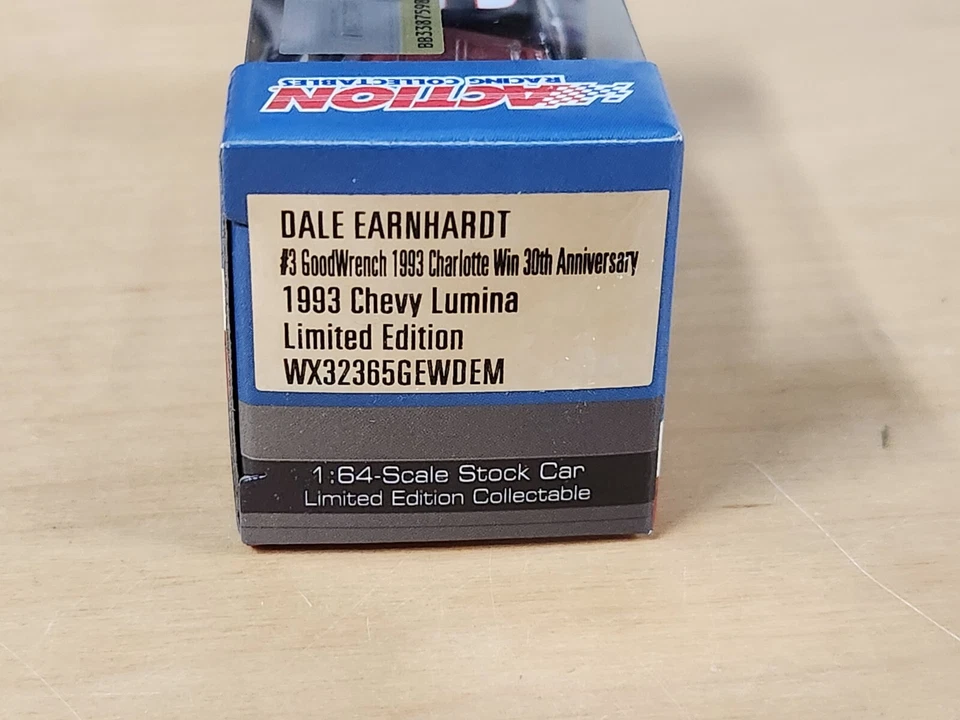 BB3387590
ACTION
RACING COLLECTABLES
DALE EARNHARDT
#3 GoodWrench 1993 Charlotte Win 30th Anniversary
1993 Chevy Lumina
Limited Edition
WX32365GEWDEM
1:64-Scale Stock Car
Limited Edition Collectable